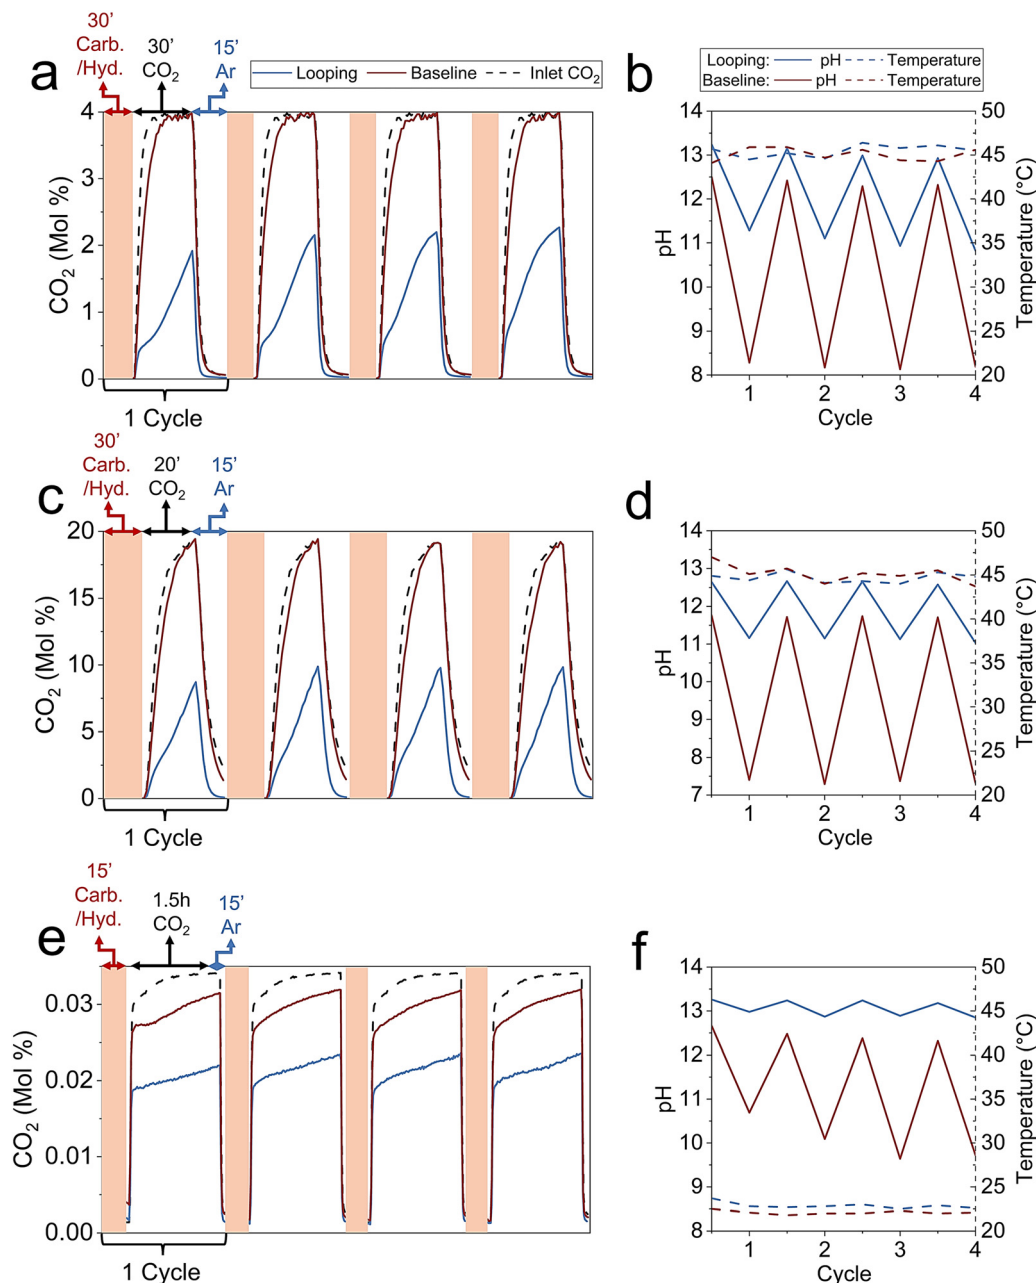 a
30’
Carb.
/Hyd.
30’
CO₂
15’
Ar
Looping
Baseline
Inlet CO₂
CO₂ (Mol %)
4
3
2
1
0
1 Cycle
b
Looping: pH Temperature
Baseline: pH Temperature
pH
14
13
12
11
10
9
8
1 2 3 4
Cycle
50
45
40
35
30
25
20
Temperature (°C)
c
30’
Carb.
/Hyd.
20’
CO₂
15’
Ar
CO₂ (Mol %)
20
15
10
5
0
1 Cycle
d
pH
14
13
12
11
10
9
8
7
1 2 3 4
Cycle
50
45
40
35
30
25
20
Temperature (°C)
e
15’
Carb.
/Hyd.
1.5h
CO₂
15’
Ar
CO₂ (Mol %)
0.03
0.02
0.01
0.00
1 Cycle
f
pH
14
13
12
11
10
9
8
1 2 3 4
Cycle
50
45
40
35
30
25
20
Temperature (°C)